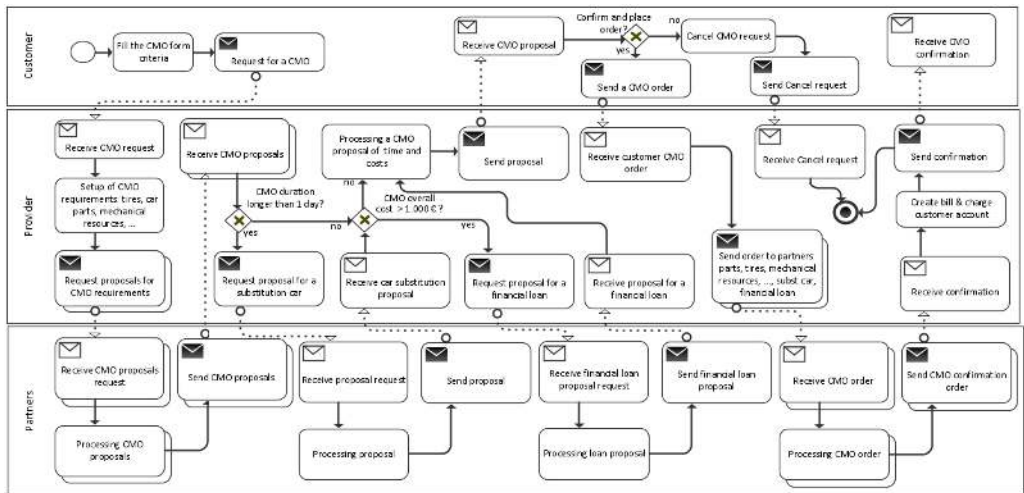 Customer
Fill the CMO form
criteria
Request for a CMO
Receive CMO proposal
Confirm and place
order?
no
yes
Cancel CMO request
Send a CMO order
Send Cancel request
Receive CMO
confirmation
Provider
Receive CMO request
Setup of CMO
requirements tires, car
parts, mechanical
resources, ...
Request proposals for
CMO requirements
Receive CMO proposals
CMO duration
longer than 1 day?
yes
no
Request proposal for a
substitution car
Processing a CMO
proposal of time and
costs
no
CMO overall
cost >1.000 € ?
yes
Receive car substitution
proposal
Send proposal
Request proposal for a
financial loan
Receive proposal for a
financial loan
Receive customer CMO
order
Send order to partners
parts, tires, mechanical
resources, ..., subst car,
financial loan
Receive Cancel request
Send confirmation
Create bill & charge
customer account
Receive confirmation
Partners
Receive CMO proposals
request
Processing CMO
proposals
Send CMO proposals
Receive proposal request
Processing proposal
Send proposal
Receive financial loan
proposal request
Processing loan proposal
Send financial loan
proposal
Receive CMO order
Processing CMO order
Send CMO confirmation
order